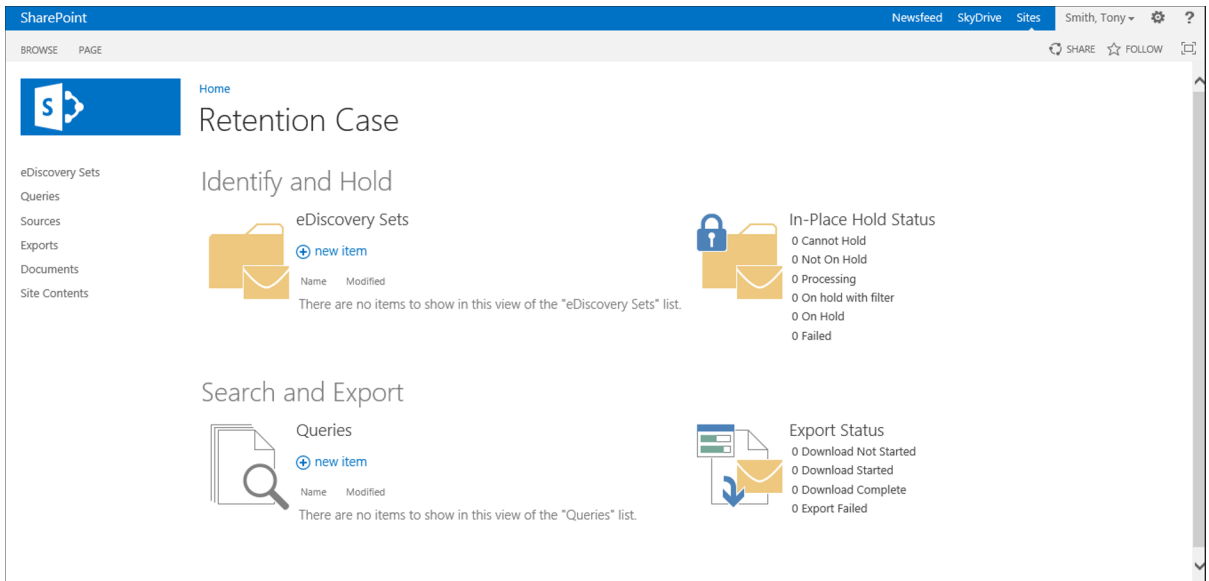 SharePoint
Newsfeed SkyDrive Sites Smith, Tony ?
BROWSE PAGE
SHARE FOLLOW
S
Home
Retention Case
eDiscovery Sets
Queries
Sources
Exports
Documents
Site Contents
Identify and Hold
eDiscovery Sets
new item
Name Modified
There are no items to show in this view of the "eDiscovery Sets" list.
In-Place Hold Status
0 Cannot Hold
0 Not On Hold
0 Processing
0 On hold with filter
0 On Hold
0 Failed
Search and Export
Queries
new item
Name Modified
There are no items to show in this view of the "Queries" list.
Export Status
0 Download Not Started
0 Download Started
0 Download Complete
0 Export Failed